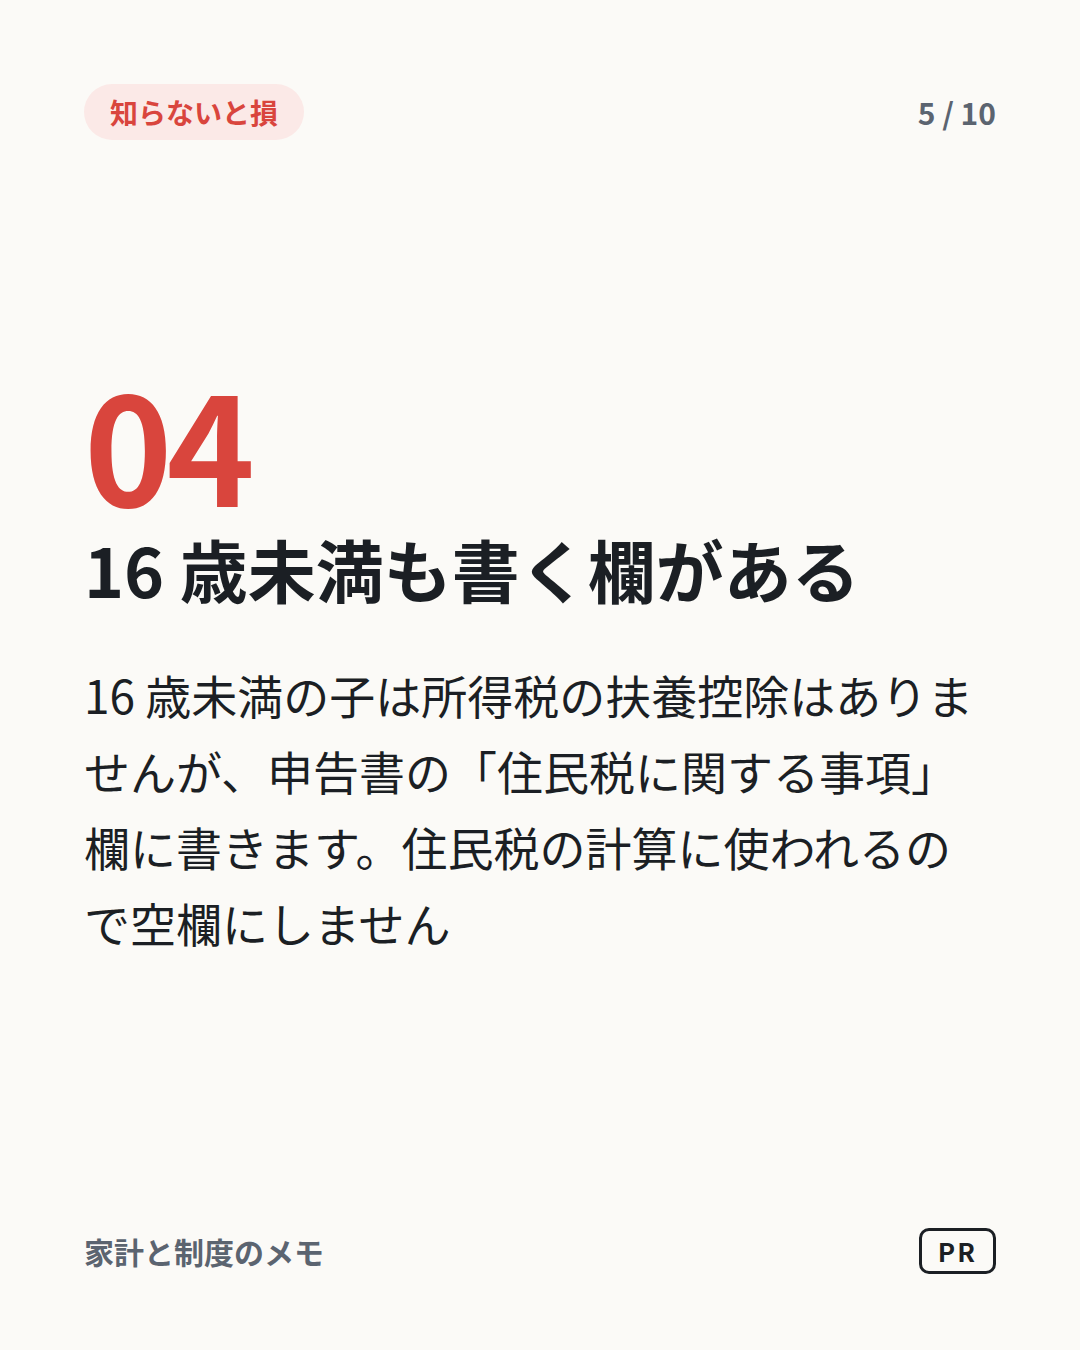 知らないと損
5 / 10
04
16 歳未満も書く欄がある
16 歳未満の子は所得税の扶養控除はありま
せんが、申告書の「住民税に関する事項」
欄に書きます。住民税の計算に使われるの
で空欄にしません
家計と制度のメモ
PR